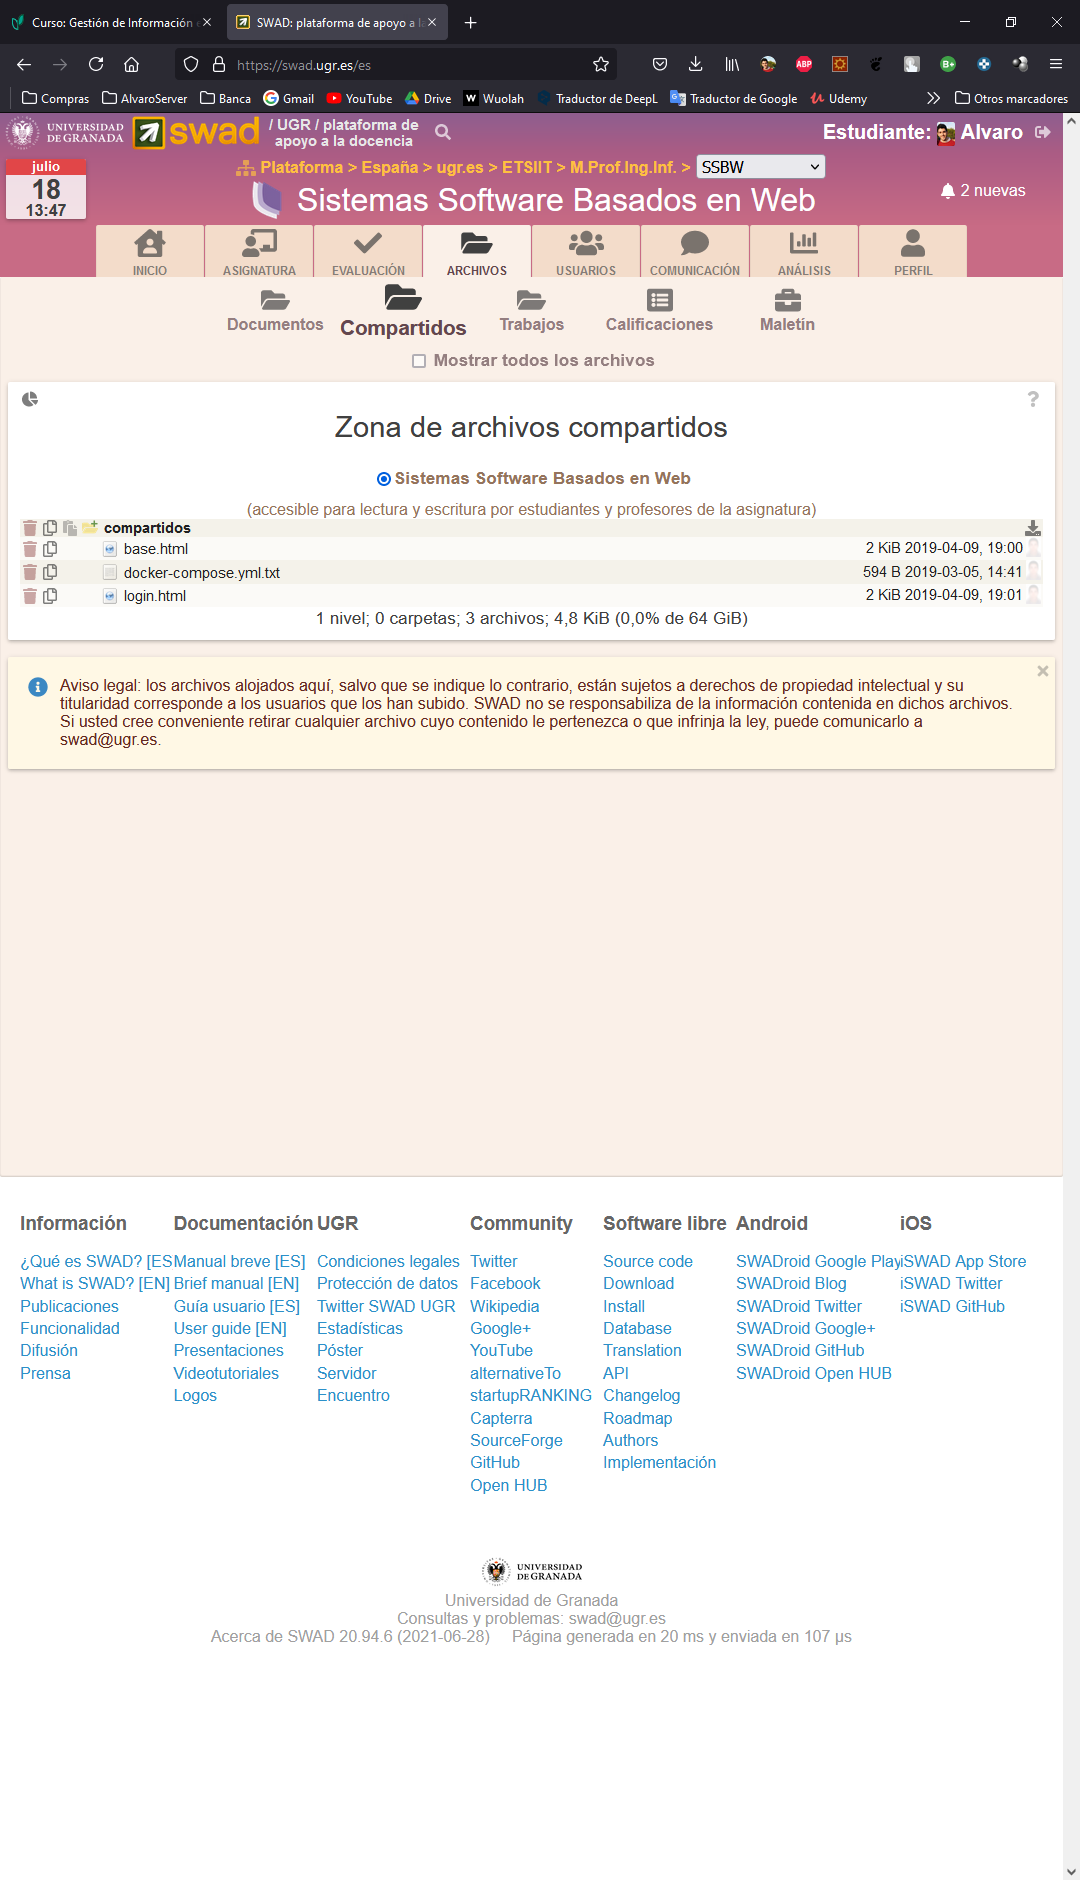 Curso: Gestión de Información
SWAD: plataforma de apoyo a l
https://swad.ugr.es/es
ABP
B+
Compras AlvaroServer Banca Gmail YouTube Drive Wuolah Traductor de DeepL Traductor de Google Udemy Otros marcadores
UNIVERSIDAD
DE GRANADA
swad
/ UGR / plataforma de
apoyo a la docencia
Estudiante: Alvaro
julio
18
13:47
Plataforma > España > ugr.es > ETSIIT > M.Prof.Ing.Inf. > SSBW
Sistemas Software Basados en Web
2 nuevas
INICIO ASIGNATURA EVALUACIÓN ARCHIVOS USUARIOS COMUNICACIÓN ANÁLISIS PERFIL
Documentos Compartidos Trabajos Calificaciones Maletín
Mostrar todos los archivos
?
Zona de archivos compartidos
Sistemas Software Basados en Web
(accesible para lectura y escritura por estudiantes y profesores de la asignatura)
compartidos
base.html 2 KiB 2019-04-09, 19:00
docker-compose.yml.txt 594 B 2019-03-05, 14:41
login.html 2 KiB 2019-04-09, 19:01
1 nivel; 0 carpetas; 3 archivos; 4,8 KiB (0,0% de 64 GiB)
Aviso legal: los archivos alojados aquí, salvo que se indique lo contrario, están sujetos a derechos de propiedad intelectual y su
titularidad corresponde a los usuarios que los han subido. SWAD no se responsabiliza de la información contenida en dichos archivos.
Si usted cree conveniente retirar cualquier archivo cuyo contenido le pertenezca o que infrinja la ley, puede comunicarlo a
swad@ugr.es.
Información
¿Qué es SWAD? [ES
What is SWAD? [EN]
Publicaciones
Funcionalidad
Difusión
Prensa
Documentación
Manual breve [ES]
Brief manual [EN]
Guía usuario [ES]
User guide [EN]
Presentaciones
Videotutoriales
Logos
UGR
Condiciones legales
Protección de datos
Twitter SWAD UGR
Estadísticas
Póster
Servidor
Encuentro
Community
Twitter
Facebook
Wikipedia
Google+
YouTube
alternativeTo
startupRANKING
Capterra
SourceForge
GitHub
Open HUB
Software libre
Source code
Download
Install
Database
Translation
API
Changelog
Roadmap
Authors
Implementación
Android
SWADroid Google Play
SWADroid Blog
SWADroid Twitter
SWADroid Google+
SWADroid GitHub
SWADroid Open HUB
iOS
iSWAD App Store
iSWAD Twitter
iSWAD GitHub
UNIVERSIDAD
DE GRANADA
Universidad de Granada
Consultas y problemas: swad@ugr.es
Acerca de SWAD 20.94.6 (2021-06-28) Página generada en 20 ms y enviada en 107 µs